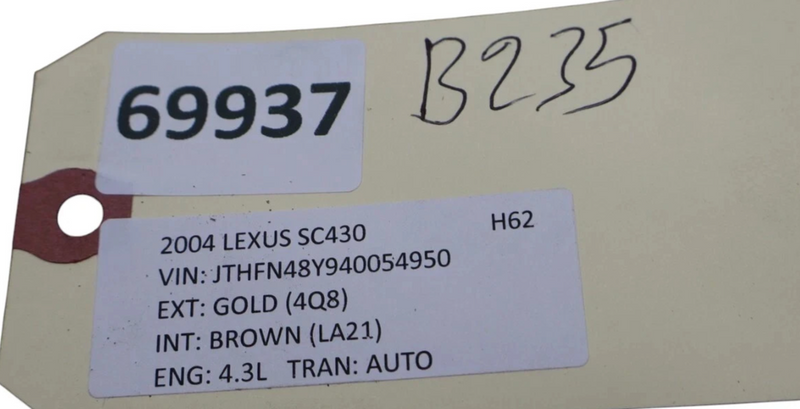 69937
B235
2004 LEXUS SC430 H62
VIN: JTHFN48Y940054950
EXT: GOLD (4Q8)
INT: BROWN (LA21)
ENG: 4.3L TRAN: AUTO